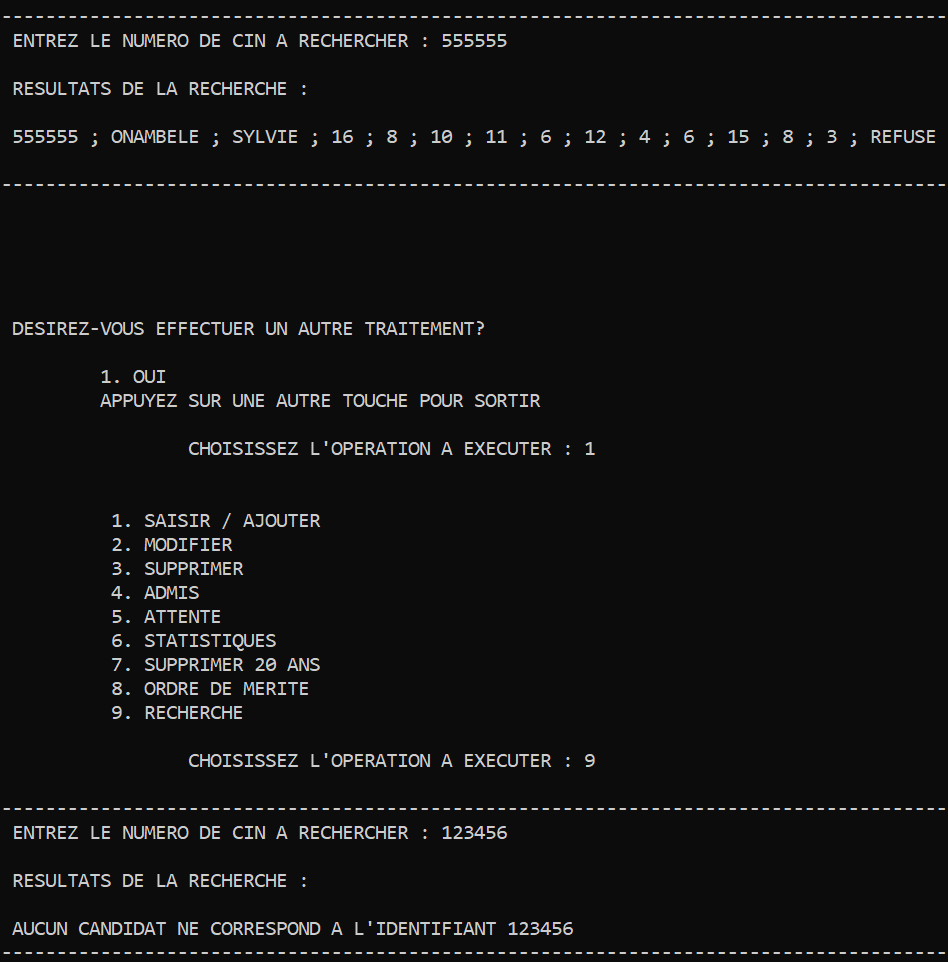 --------------------------------------------------------------------------------------
ENTREZ LE NUMERO DE CIN A RECHERCHER : 555555
RESULTATS DE LA RECHERCHE :
555555 ; ONAMBELE ; SYLVIE ; 16 ; 8 ; 10 ; 11 ; 6 ; 12 ; 4 ; 6 ; 15 ; 8 ; 3 ; REFUSE
--------------------------------------------------------------------------------------
DESIREZ-VOUS EFFECTUER UN AUTRE TRAITEMENT?
1. OUI
APPUYEZ SUR UNE AUTRE TOUCHE POUR SORTIR
CHOISISSEZ L'OPERATION A EXECUTER : 1
1. SAISIR / AJOUTER
2. MODIFIER
3. SUPPRIMER
4. ADMIS
5. ATTENTE
6. STATISTIQUES
7. SUPPRIMER 20 ANS
8. ORDRE DE MERITE
9. RECHERCHE
CHOISISSEZ L'OPERATION A EXECUTER : 9
--------------------------------------------------------------------------------------
ENTREZ LE NUMERO DE CIN A RECHERCHER : 123456
RESULTATS DE LA RECHERCHE :
AUCUN CANDIDAT NE CORRESPOND A L'IDENTIFIANT 123456
--------------------------------------------------------------------------------------